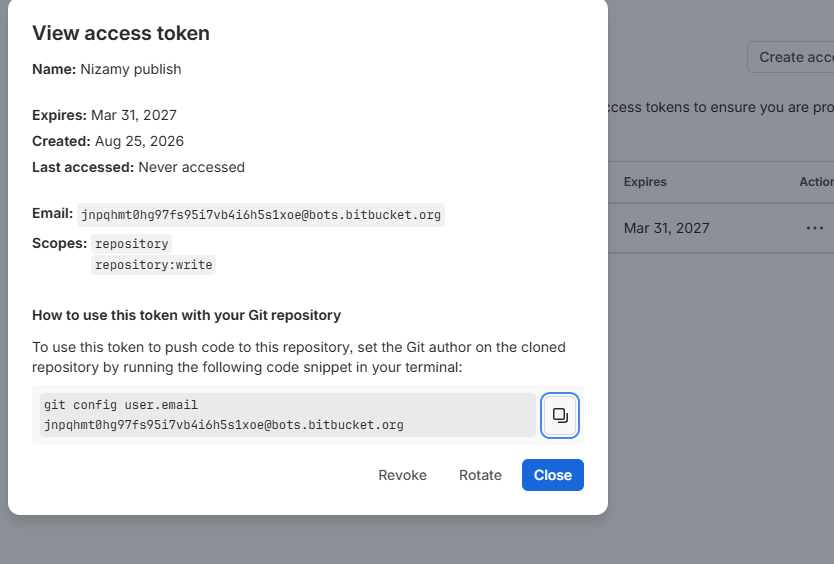 View access token
Name: Nizamy publish
Create acc
Expires: Mar 31, 2027
ccess tokens to ensure you are pro
Created: Aug 25, 2026
Last accessed: Never accessed
Expires
Action
Email: jnpqhmt0hg97fs95i7vb4i6h5s1xoe@bots.bitbucket.org
Mar 31, 2027
Scopes: repository
repository:write
How to use this token with your Git repository
To use this token to push code to this repository, set the Git author on the cloned
repository by running the following code snippet in your terminal:
git config user.email
jnpqhmt0hg97fs95i7vb4i6h5s1xoe@bots.bitbucket.org
Revoke
Rotate
Close